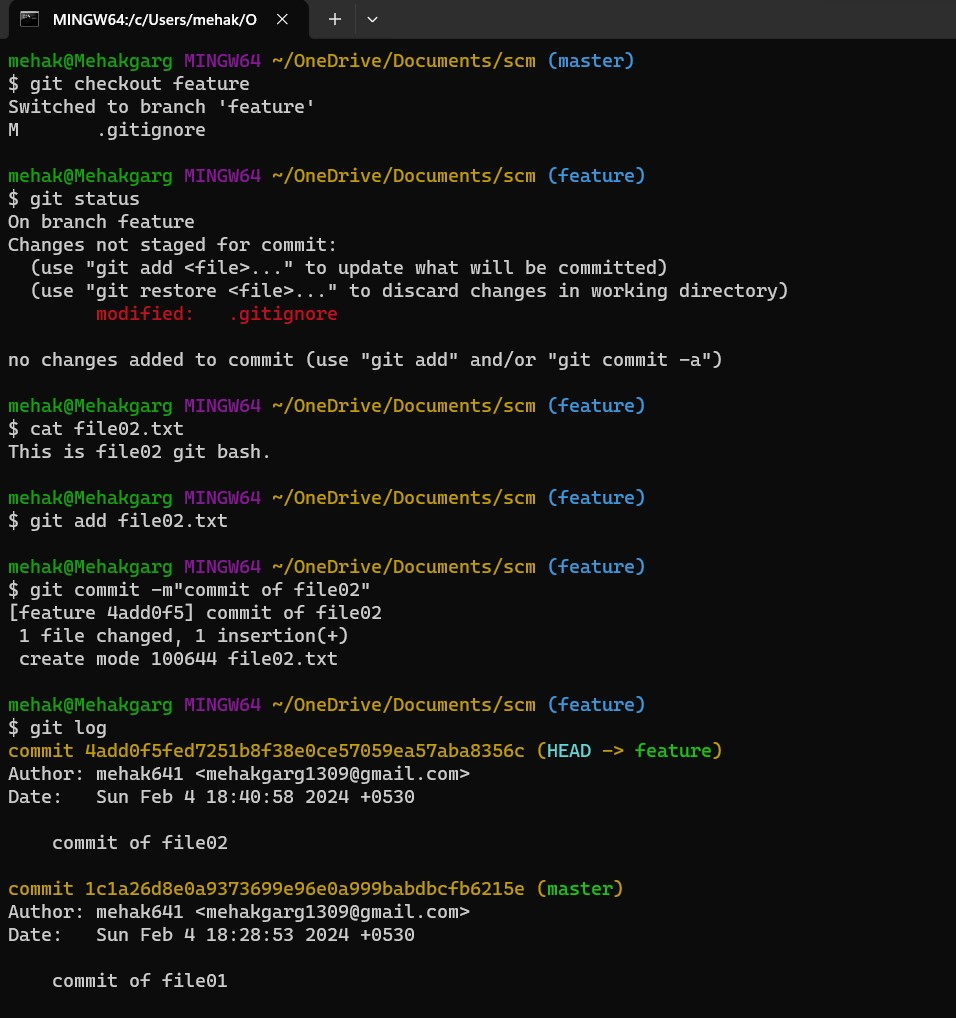 MINGW64:/c/Users/mehak/O
mehak@Mehakgarg MINGW64 ~/OneDrive/Documents/scm (master)
$ git checkout feature
Switched to branch 'feature'
M       .gitignore
mehak@Mehakgarg MINGW64 ~/OneDrive/Documents/scm (feature)
$ git status
On branch feature
Changes not staged for commit:
  (use "git add <file>..." to update what will be committed)
  (use "git restore <file>..." to discard changes in working directory)
        modified:   .gitignore
no changes added to commit (use "git add" and/or "git commit -a")
mehak@Mehakgarg MINGW64 ~/OneDrive/Documents/scm (feature)
$ cat file02.txt
This is file02 git bash.
mehak@Mehakgarg MINGW64 ~/OneDrive/Documents/scm (feature)
$ git add file02.txt
mehak@Mehakgarg MINGW64 ~/OneDrive/Documents/scm (feature)
$ git commit -m"commit of file02"
[feature 4add0f5] commit of file02
 1 file changed, 1 insertion(+)
 create mode 100644 file02.txt
mehak@Mehakgarg MINGW64 ~/OneDrive/Documents/scm (feature)
$ git log
commit 4add0f5fed7251b8f38e0ce57059ea57aba8356c (HEAD -> feature)
Author: mehak641 <mehakgarg1309@gmail.com>
Date:   Sun Feb 4 18:40:58 2024 +0530
    commit of file02
commit 1c1a26d8e0a9373699e96e0a999babdbcfb6215e (master)
Author: mehak641 <mehakgarg1309@gmail.com>
Date:   Sun Feb 4 18:28:53 2024 +0530
    commit of file01